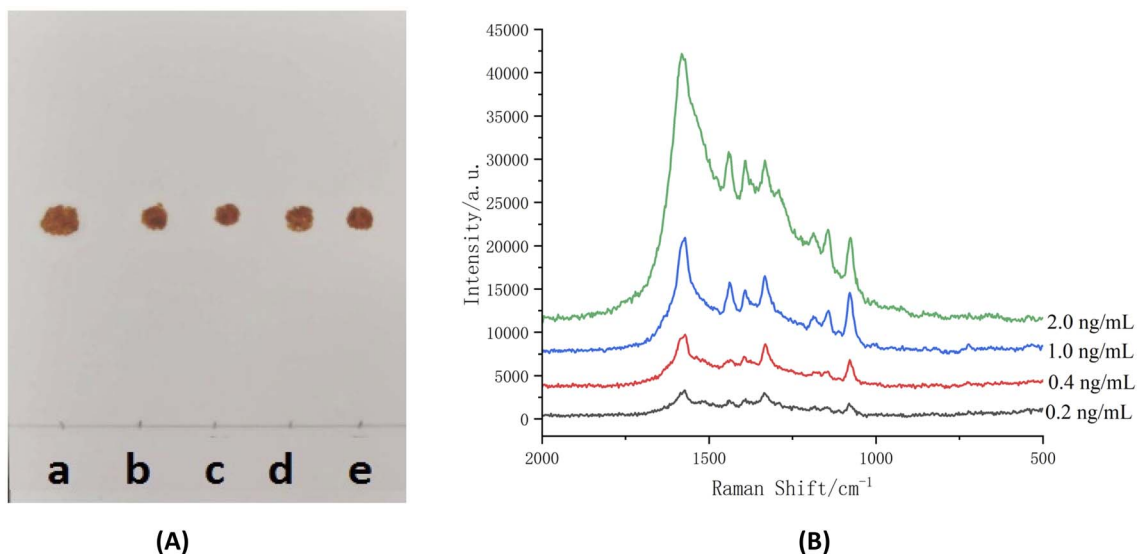 a b c d e
(A)
45000
40000
35000
30000
25000
20000
15000
10000
5000
0
Intensity/a.u.
2.0 ng/mL
1.0 ng/mL
0.4 ng/mL
0.2 ng/mL
2000 1500 1000 500
Raman Shift/cm⁻¹
(B)